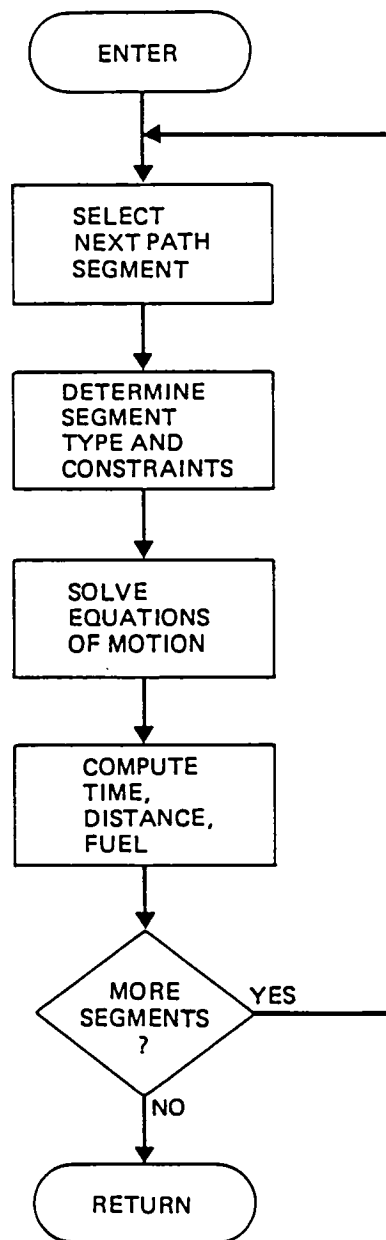 ENTER
SELECT
NEXT PATH
SEGMENT
DETERMINE
SEGMENT
TYPE AND
CONSTRAINTS
SOLVE
EQUATIONS
OF MOTION
COMPUTE
TIME,
DISTANCE,
FUEL
MORE
SEGMENTS
?
YES
NO
RETURN